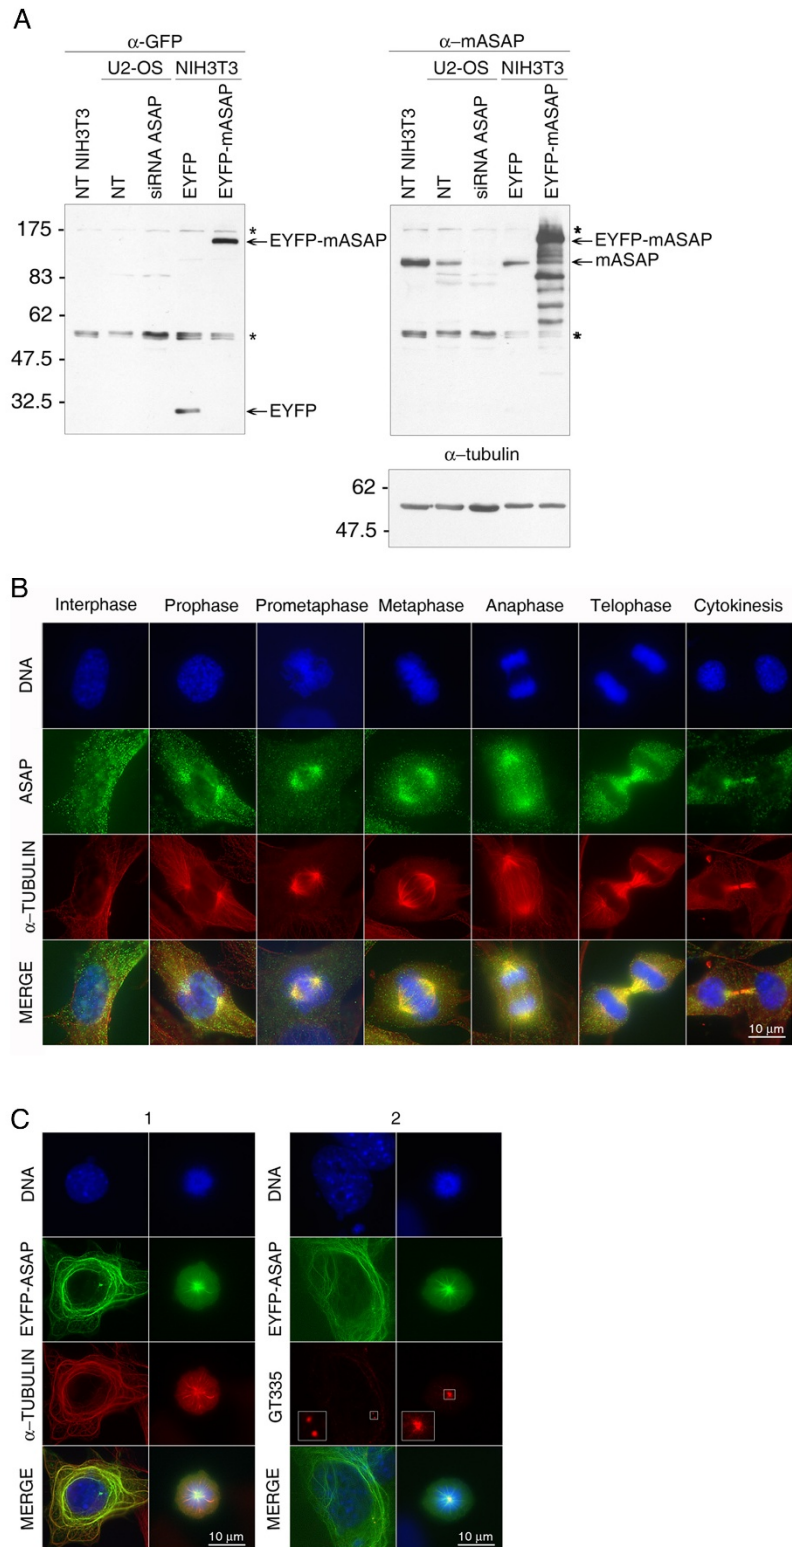 A
α-GFP
U2-OS NIH3T3
NT NIH3T3
NT
siRNA ASAP
EYFP
EYFP-mASAP
175 -
83 -
62 -
47.5 -
32.5 -
*
EYFP-mASAP
*
EYFP
α-mASAP
U2-OS NIH3T3
NT NIH3T3
NT
siRNA ASAP
EYFP
EYFP-mASAP
*
EYFP-mASAP
mASAP
*
α-tubulin
62 -
47.5 -
B
Interphase Prophase Prometaphase Metaphase Anaphase Telophase Cytokinesis
DNA
ASAP
α-TUBULIN
MERGE
10 µm
C
1
DNA
EYFP-ASAP
α-TUBULIN
MERGE
10 µm
2
DNA
EYFP-ASAP
GT335
MERGE
10 µm